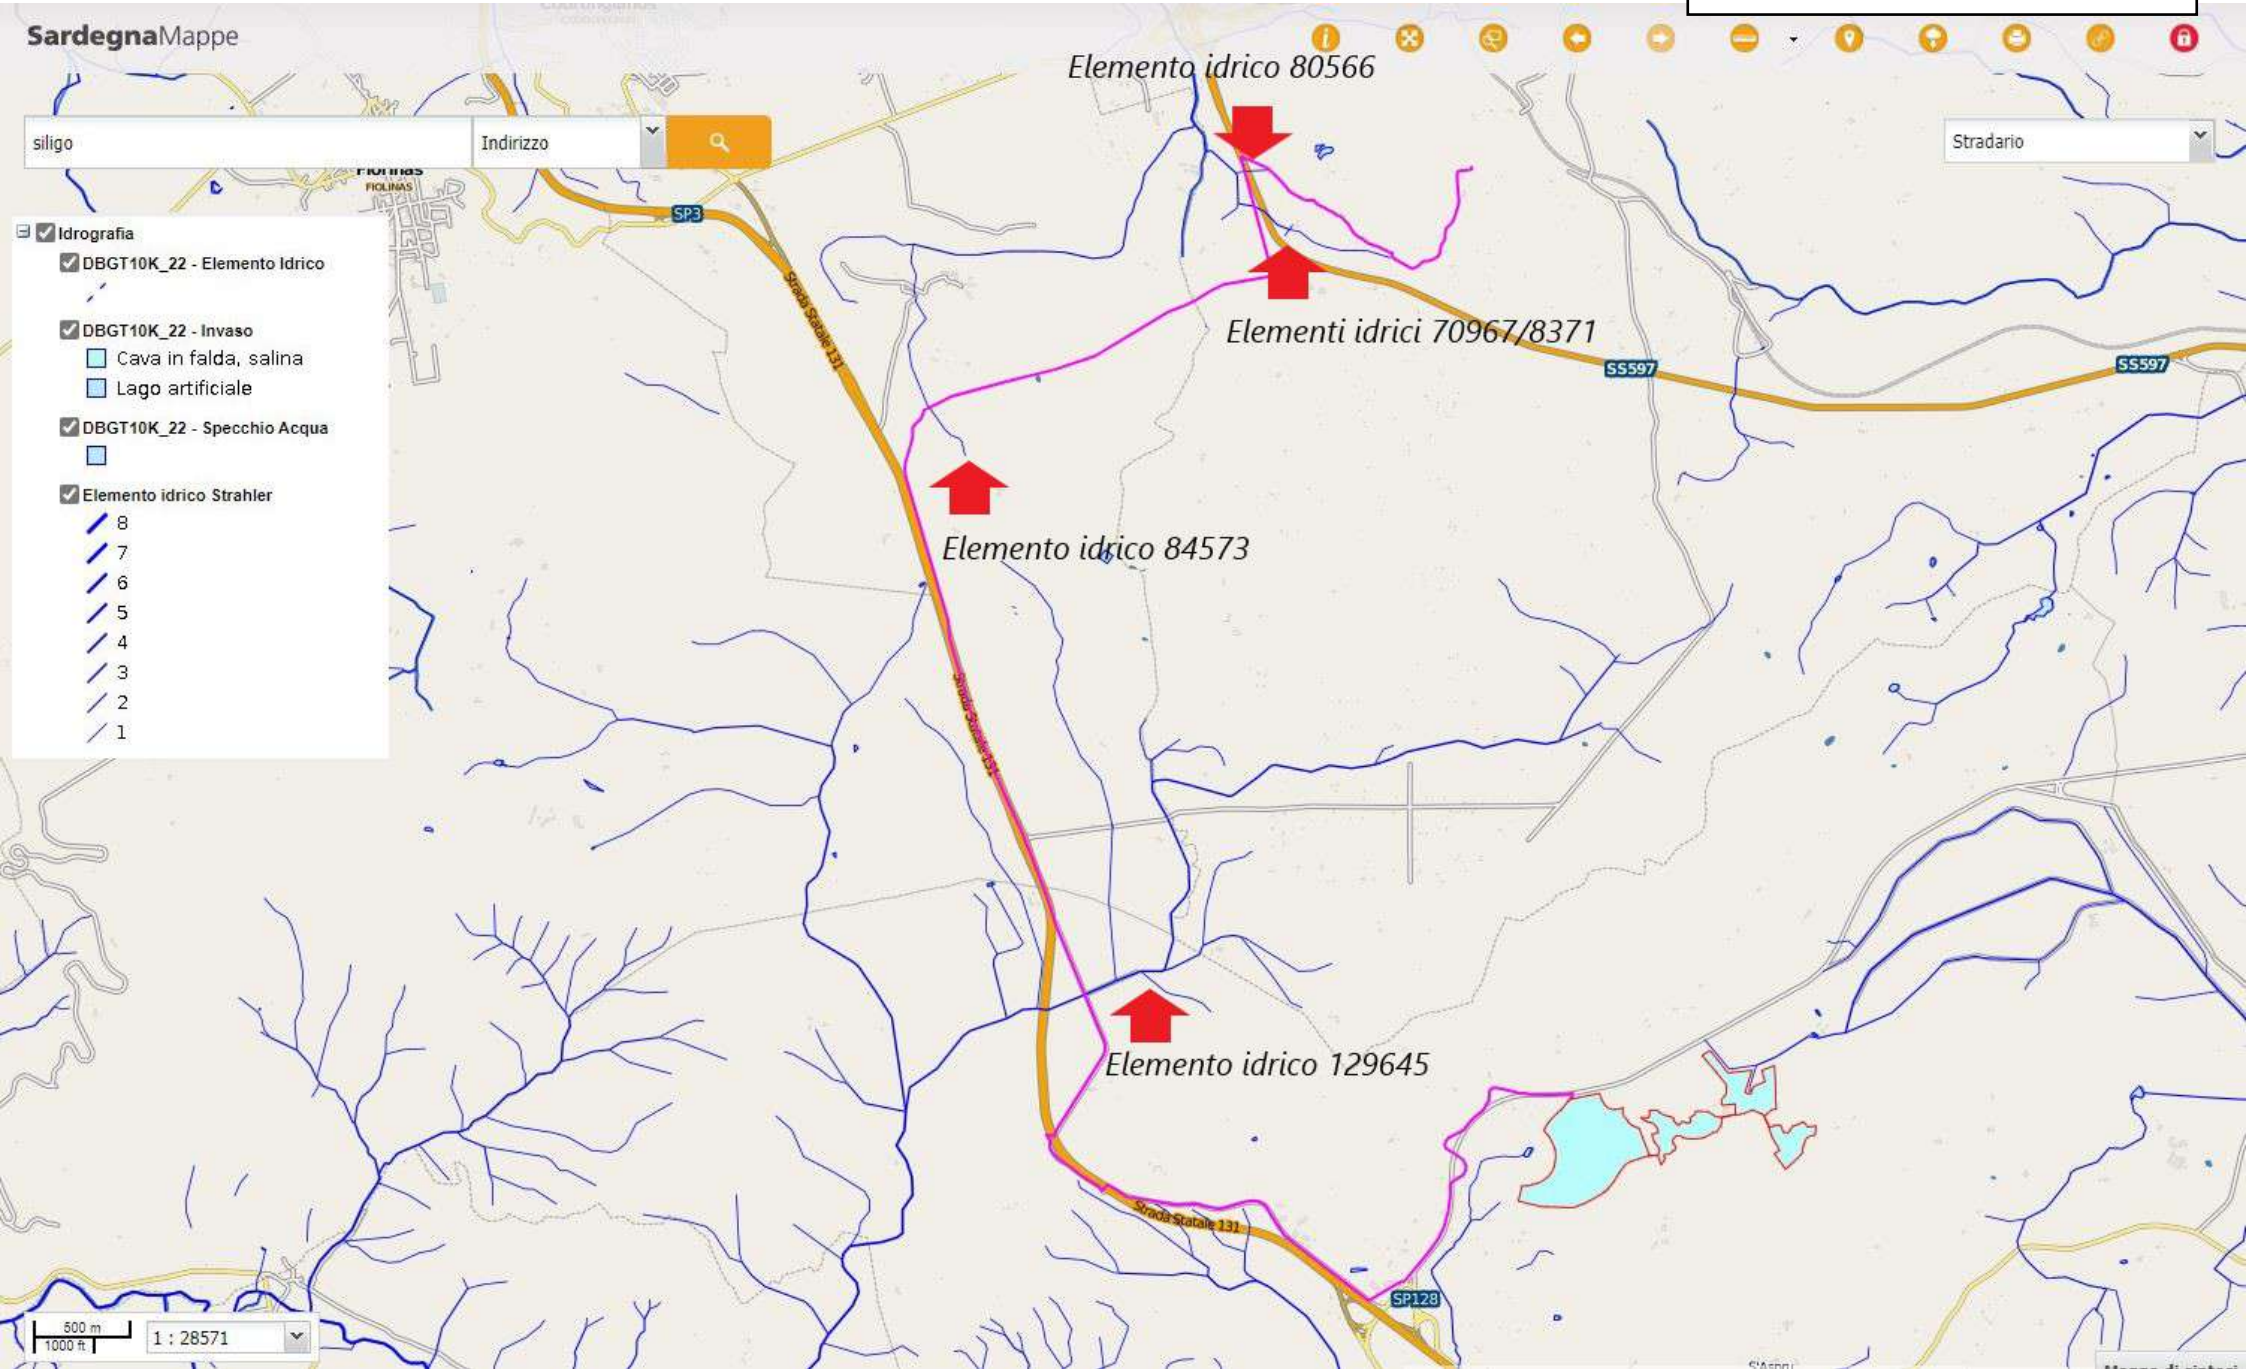 SardegnaMappe
Elemento idrico 80566
siligo
Indirizzo
Stradario
FIOLINAS
SP3
Idrografia
DBGT10K_22 - Elemento Idrico
DBGT10K_22 - Invaso
Cava in falda, salina
Lago artificiale
DBGT10K_22 - Specchio Acqua
Elemento idrico Strahler
8
7
6
5
4
3
2
1
Strada Statale 131
Elementi idrici 70967/8371
SS597
SS597
Elemento idrico 84573
Strada Statale 131
Elemento idrico 129645
Strada Statale 131
SP128
500 m
1000 ft
1 : 28571